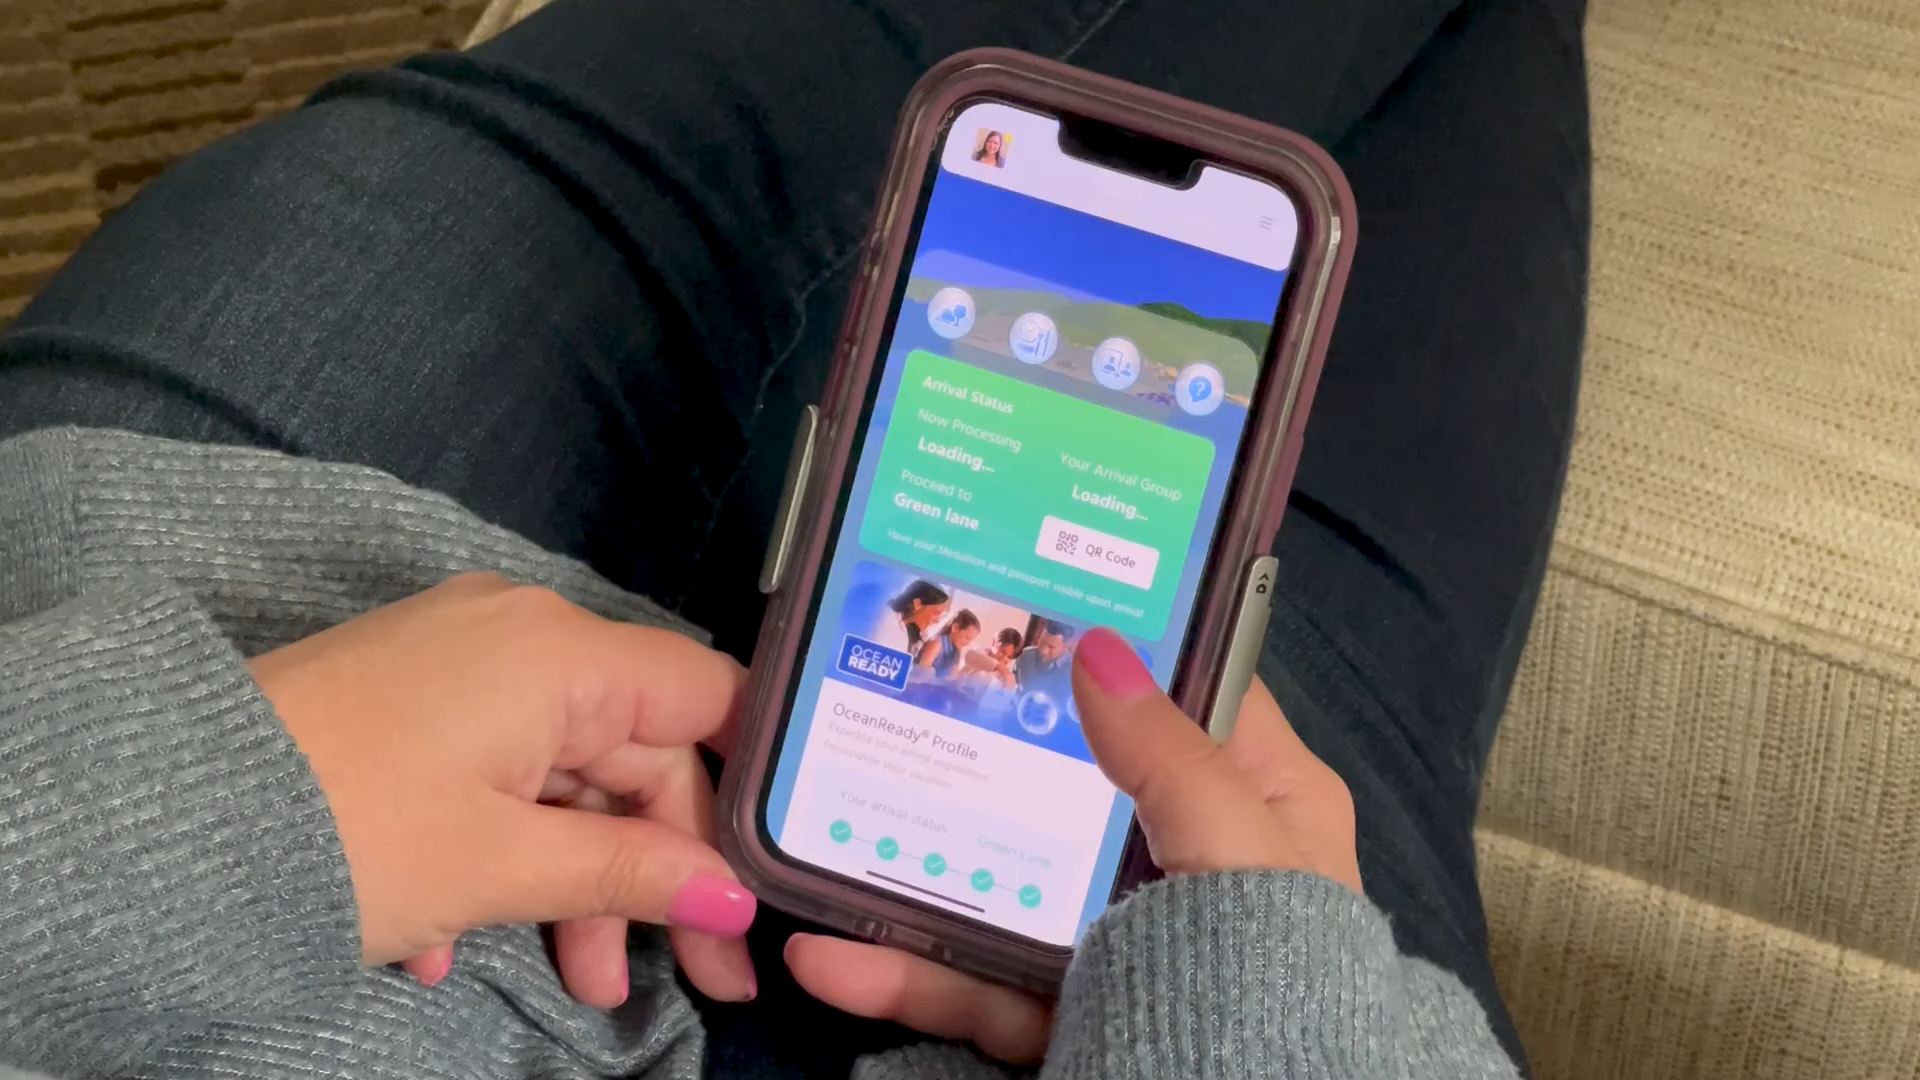 Arrival Status
Now Processing
Loading...
Your Arrival Group
Loading...
Proceed to
Green lane
QR Code
Have your Medallion and passport visible upon arrival
OCEAN
READY
OceanReady® Profile
Expedite your arrival experience
Personalize your vacation
Your arrival status
Green Lane